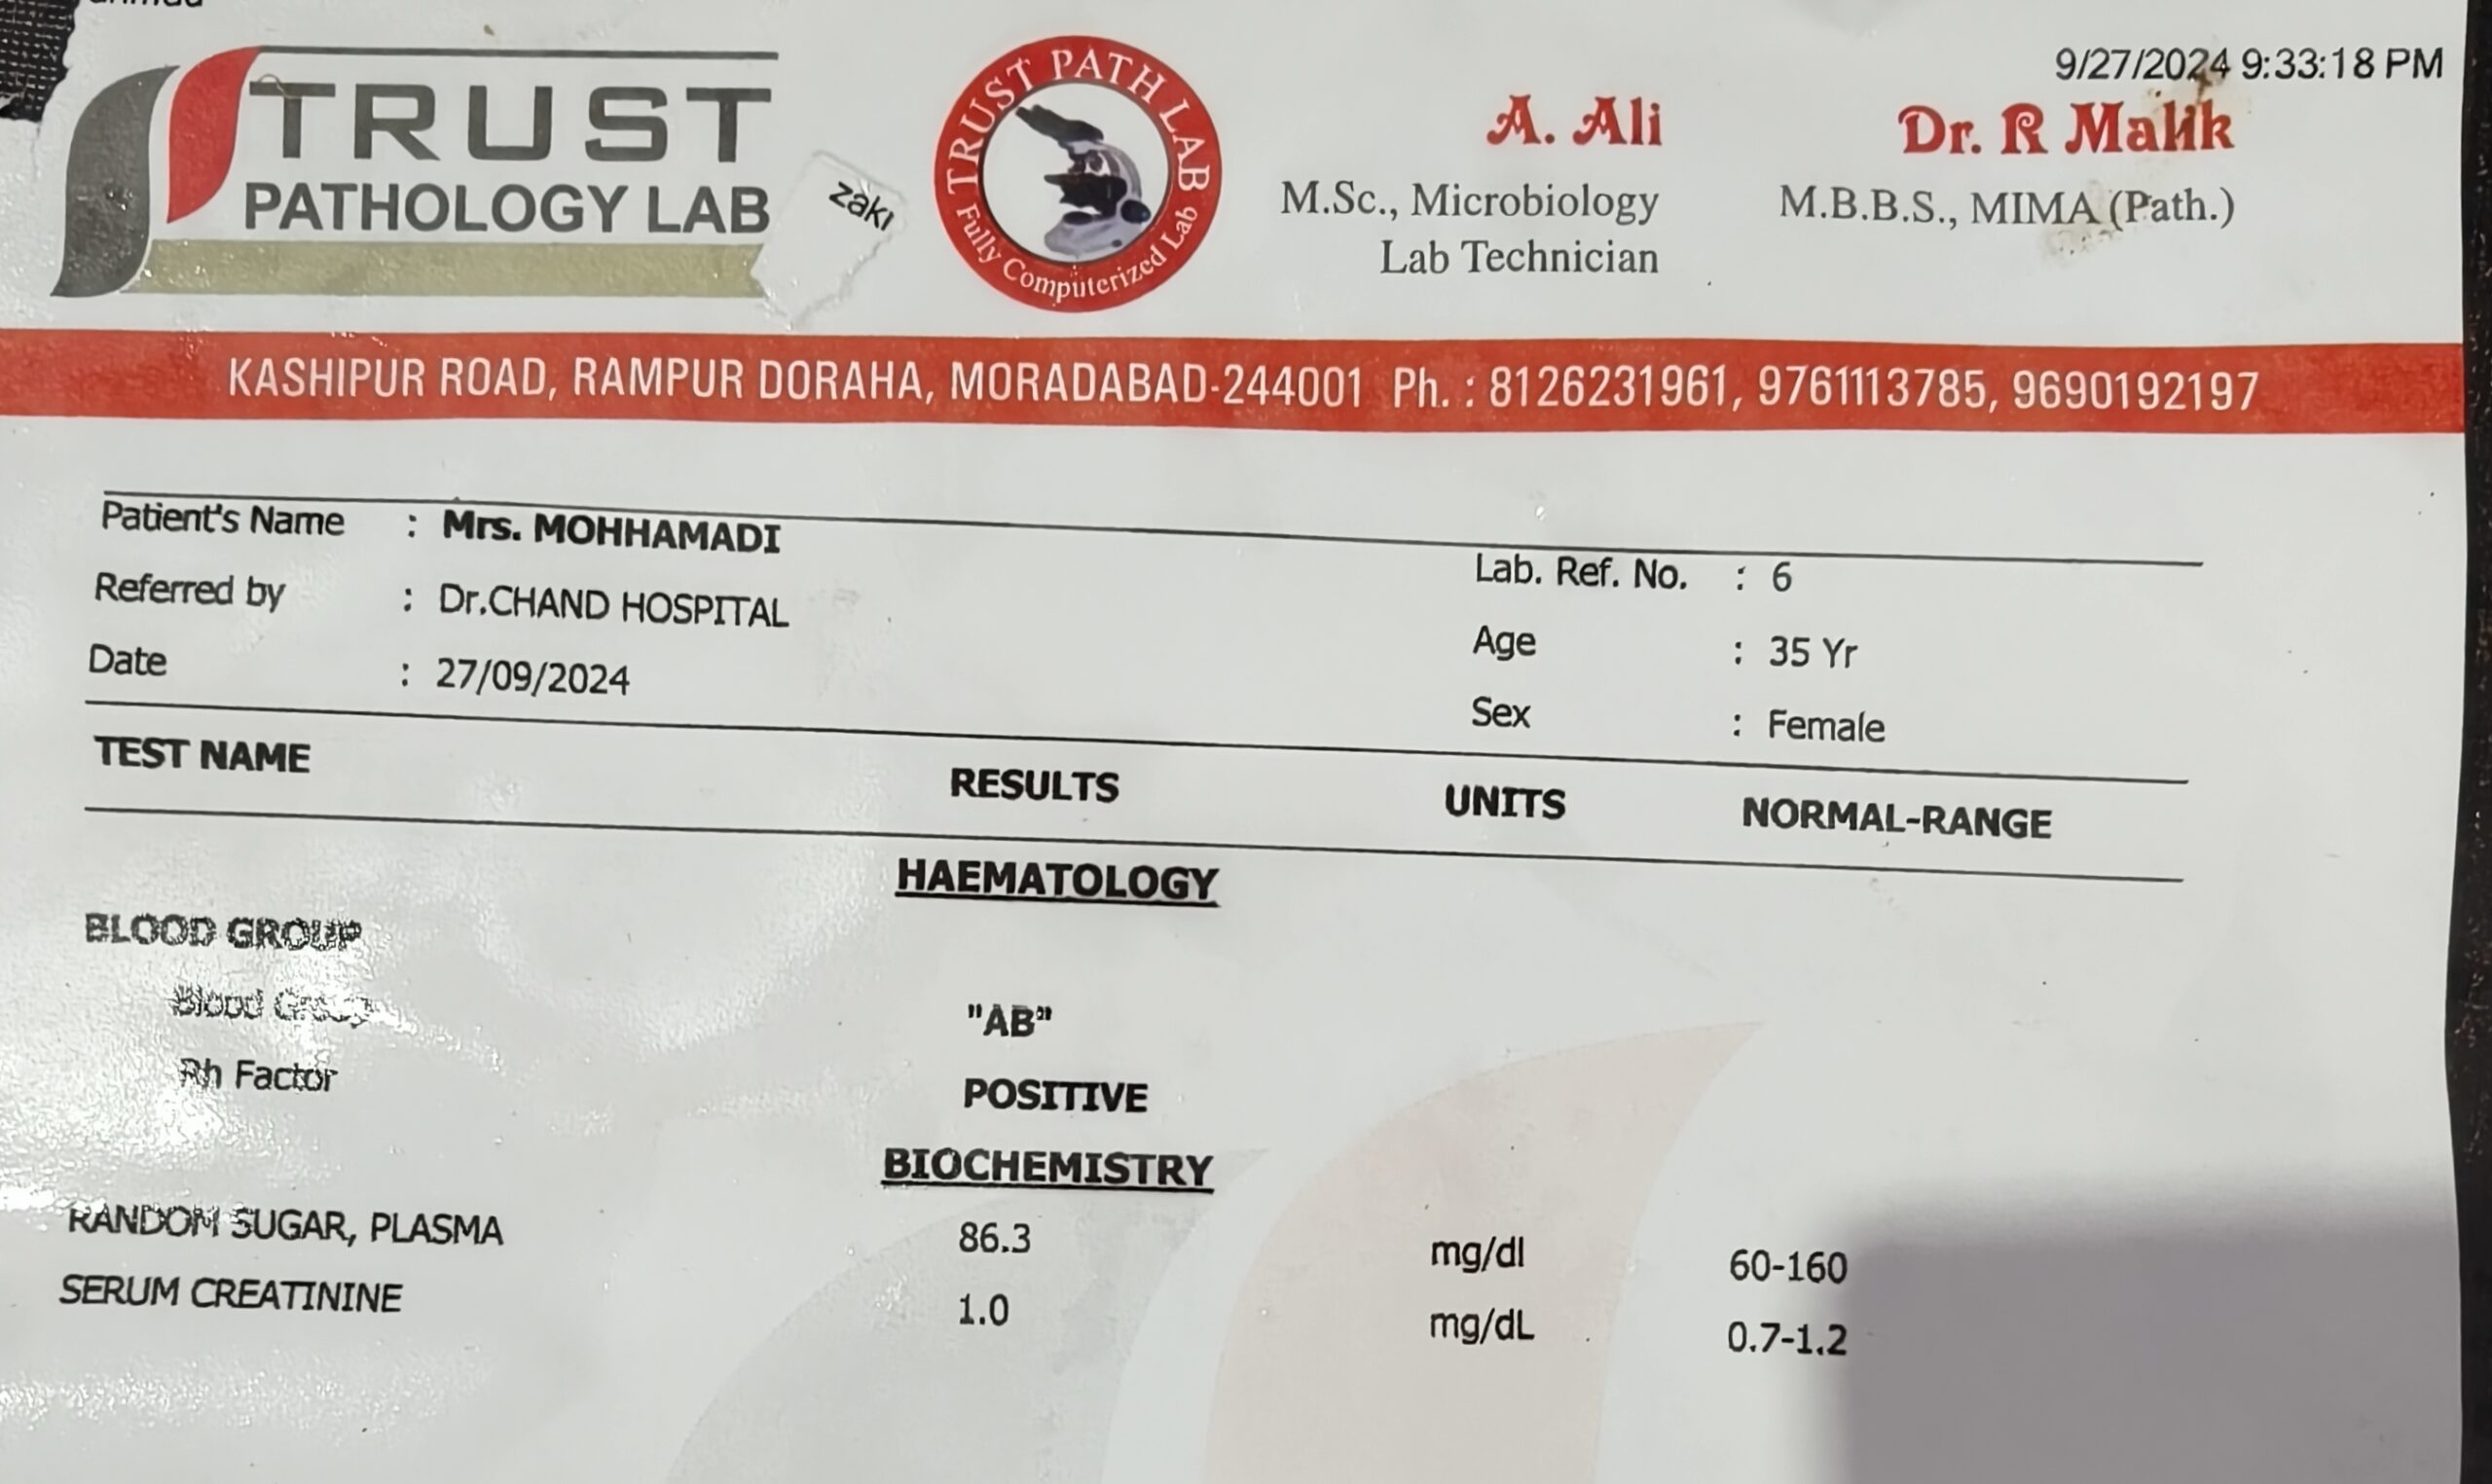 9/27/2024 9:33:18 PM
TRUST
PATHOLOGY LAB
zaki
TRUST PATH LAB
Fully Computerized Lab
A. Ali
M.Sc., Microbiology
Lab Technician
Dr. R Malik
M.B.B.S., MIMA (Path.)
KASHIPUR ROAD, RAMPUR DORAHA, MORADABAD-244001 Ph. : 8126231961, 9761113785, 9690192197
Patient's Name : Mrs. MOHHAMADI
Lab. Ref. No. : 6
Referred by : Dr.CHAND HOSPITAL
Age : 35 Yr
Date : 27/09/2024
Sex : Female
TEST NAME RESULTS UNITS NORMAL-RANGE
HAEMATOLOGY
BLOOD GROUP
Blood Group "AB"
Rh Factor POSITIVE
BIOCHEMISTRY
RANDOM SUGAR, PLASMA 86.3 mg/dl 60-160
SERUM CREATININE 1.0 mg/dL 0.7-1.2